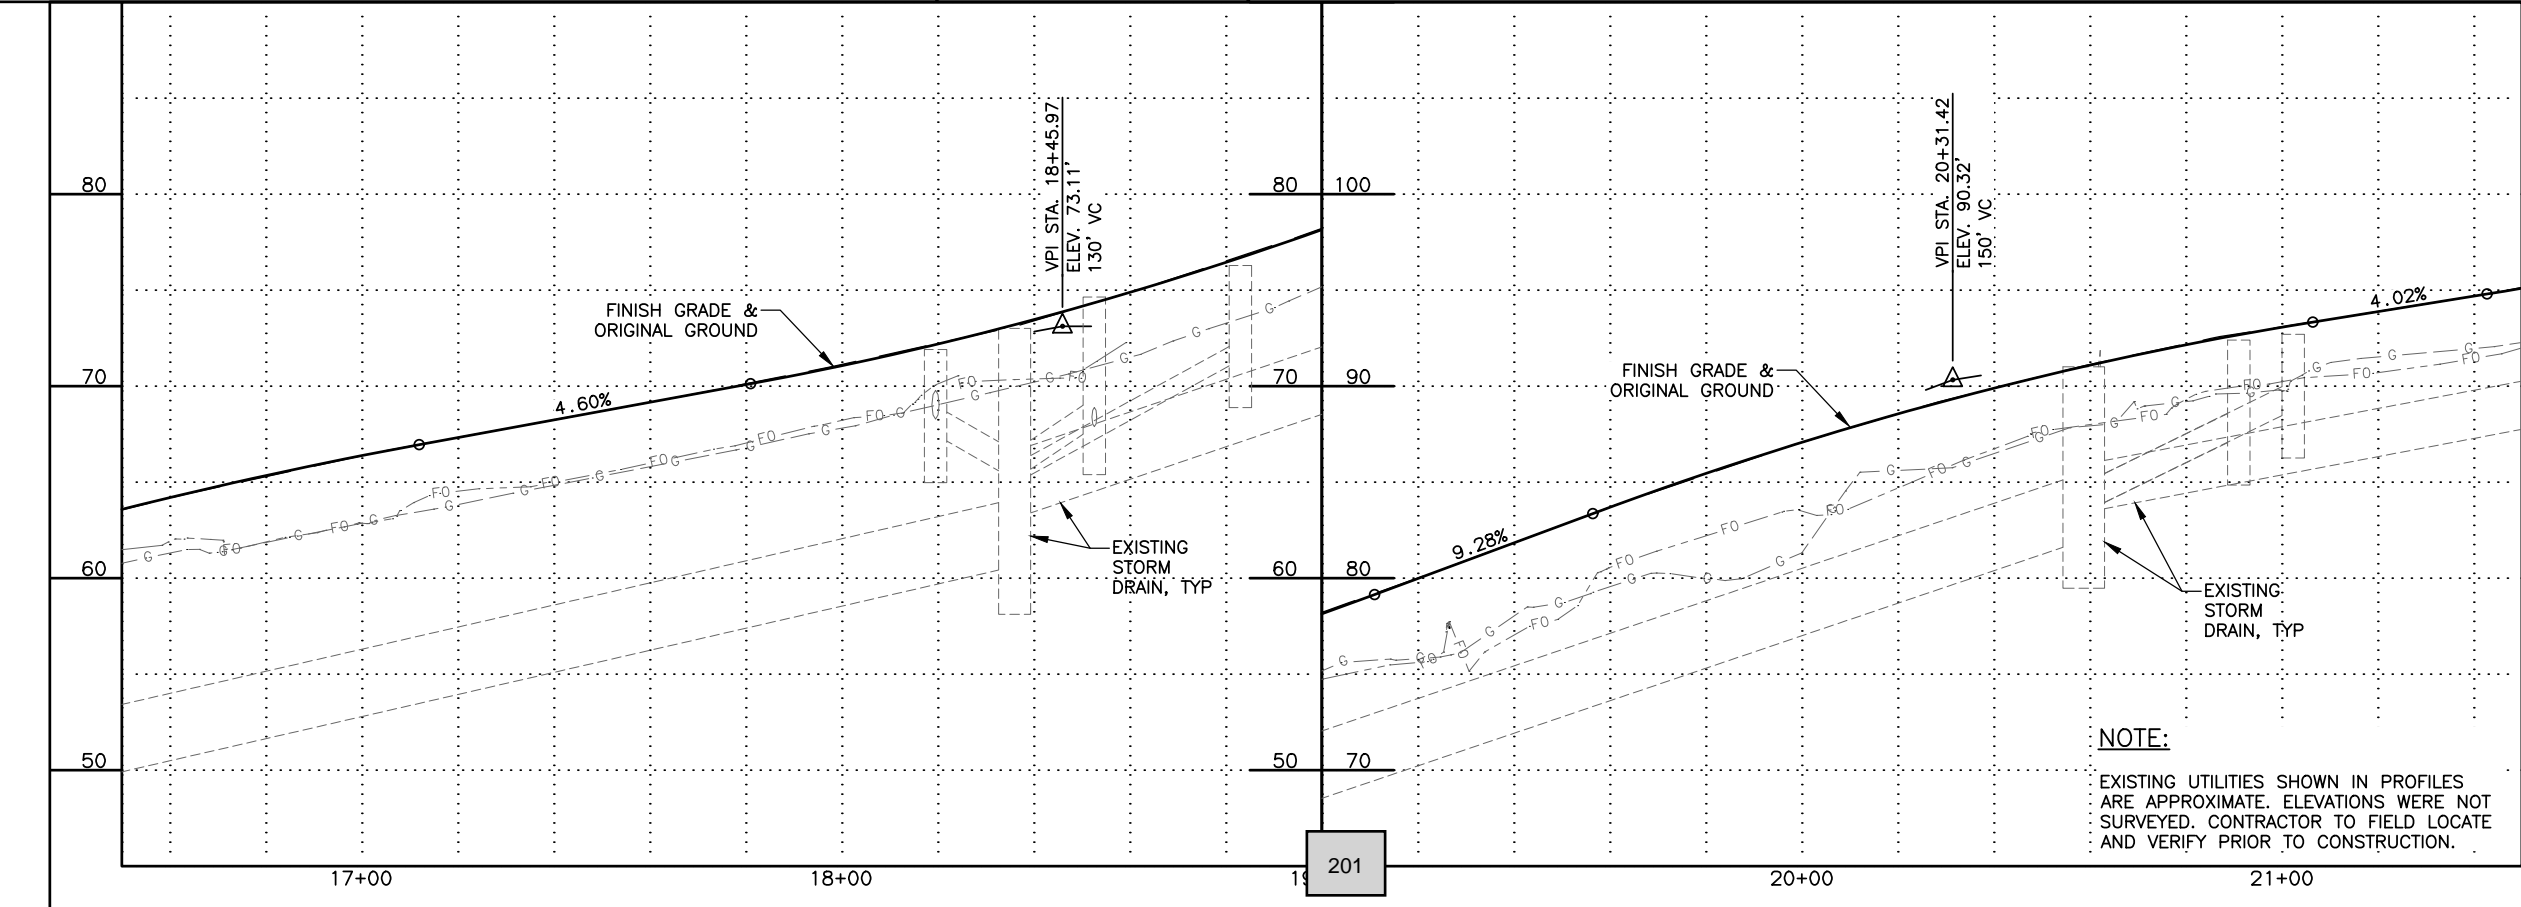 VPI STA. 18+45.97
ELEV. 73.11'
130' VC
VPI STA. 20+31.42
ELEV. 90.32'
150' VC
80
80
100
FINISH GRADE &
ORIGINAL GROUND
4.60%
4.02%
FINISH GRADE &
ORIGINAL GROUND
70
70
90
9.28%
G
FO
EXISTING
STORM
DRAIN, TYP
60
60
80
EXISTING
STORM
DRAIN, TYP
50
50
70
NOTE:
EXISTING UTILITIES SHOWN IN PROFILES
ARE APPROXIMATE. ELEVATIONS WERE NOT
SURVEYED. CONTRACTOR TO FIELD LOCATE
AND VERIFY PRIOR TO CONSTRUCTION.
17+00
18+00
201
20+00
21+00